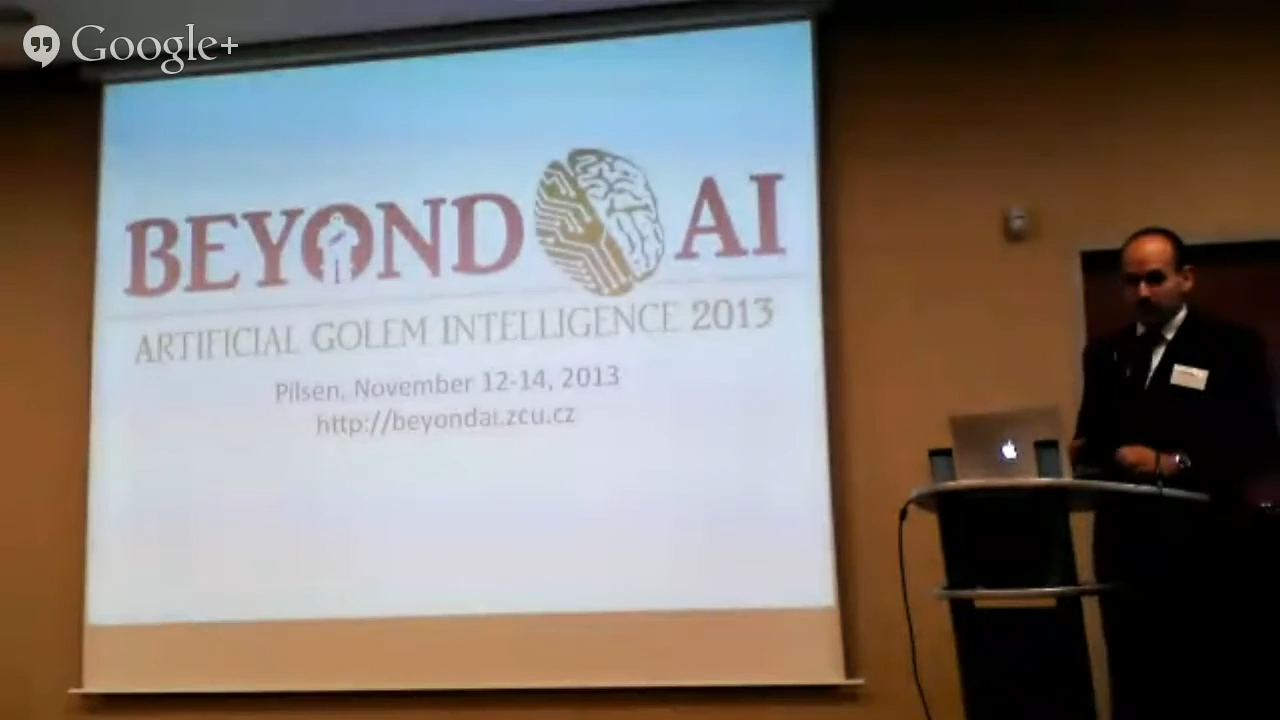 Google+
BEYOND AI
ARTIFICIAL GOLEM INTELLIGENCE 2013
Pilsen, November 12-14, 2013
http://beyondai.zcu.cz